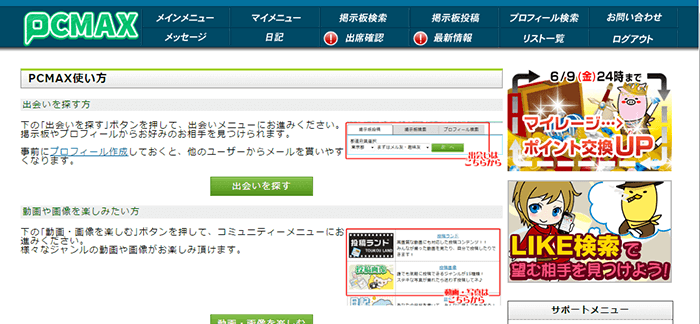 PCMAX
メインメニュー マイメニュー 掲示板検索 掲示板投稿 プロフィール検索 お問い合わせ
メッセージ 日記 出席確認 最新情報 リスト一覧 ログアウト
PCMAX使い方
出会いを探す方
下の「出会いを探す」ボタンを押して、出会いメニューにお進みください。
掲示板やプロフィールからお好みのお相手を見つけられます。
事前にプロフィール作成しておくと、他のユーザーからメールを貰いやす
くなります。
掲示板投稿 掲示板検索 プロフィール検索
出会いは
こちらから
出会いを探す
動画や画像を楽しみたい方
下の「動画・画像を楽しむ」ボタンを押して、コミュニティーメニューにお
進みください。
様々なジャンルの動画や画像がお楽しみ頂けます。
投稿ランド
TOUKOU LAND
投稿ランド
投稿画像
日記
動画・写真は
こちらから
動画・画像を楽しむ
6/9(金)24時まで
マイレージ…>
ポイント交換UP
LIKE検索で
望む相手を見つけよう!
サポートメニュー